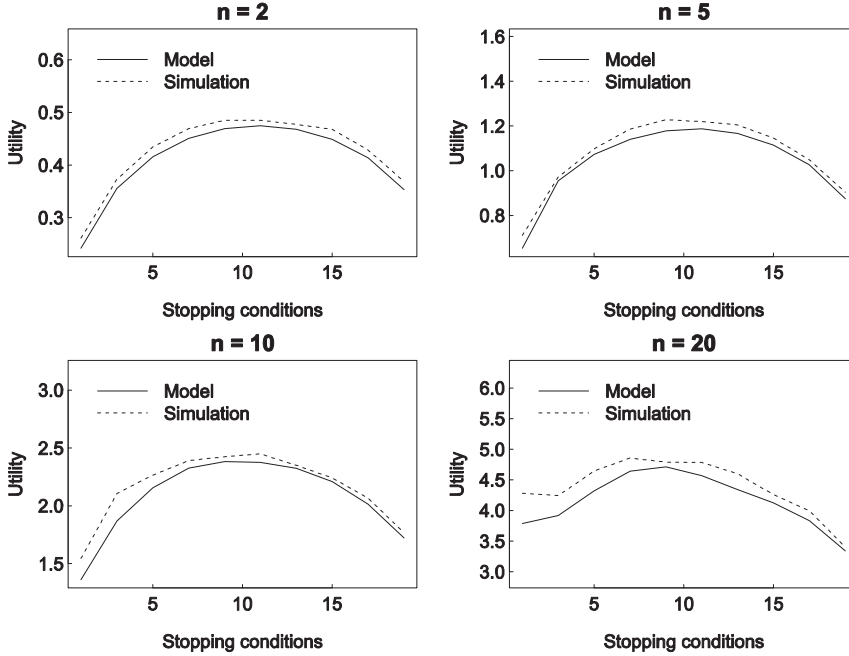 n = 2
0.6
0.5
0.4
0.3
Utility
Model
Simulation
5
10
15
Stopping conditions
n = 5
1.6
1.4
1.2
1.0
0.8
Utility
Model
Simulation
5
10
15
Stopping conditions
n = 10
3.0
2.5
2.0
1.5
Utility
Model
Simulation
5
10
15
Stopping conditions
n = 20
6.0
5.5
5.0
4.5
4.0
3.5
3.0
Utility
Model
Simulation
5
10
15
Stopping conditions